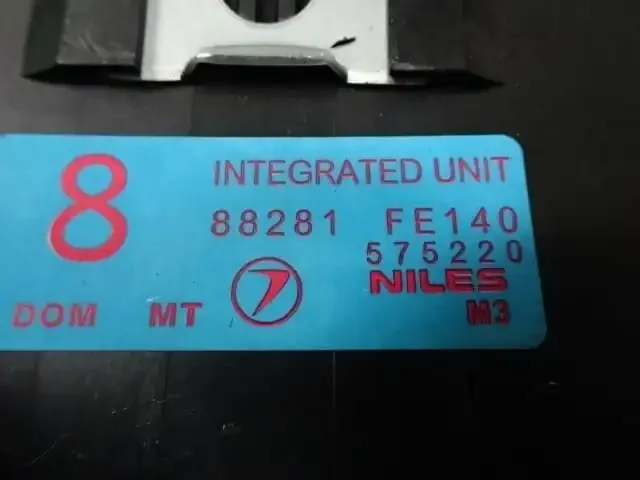 8
INTEGRATED UNIT
88281 FE140
575220
NILES
DOM MT
M3